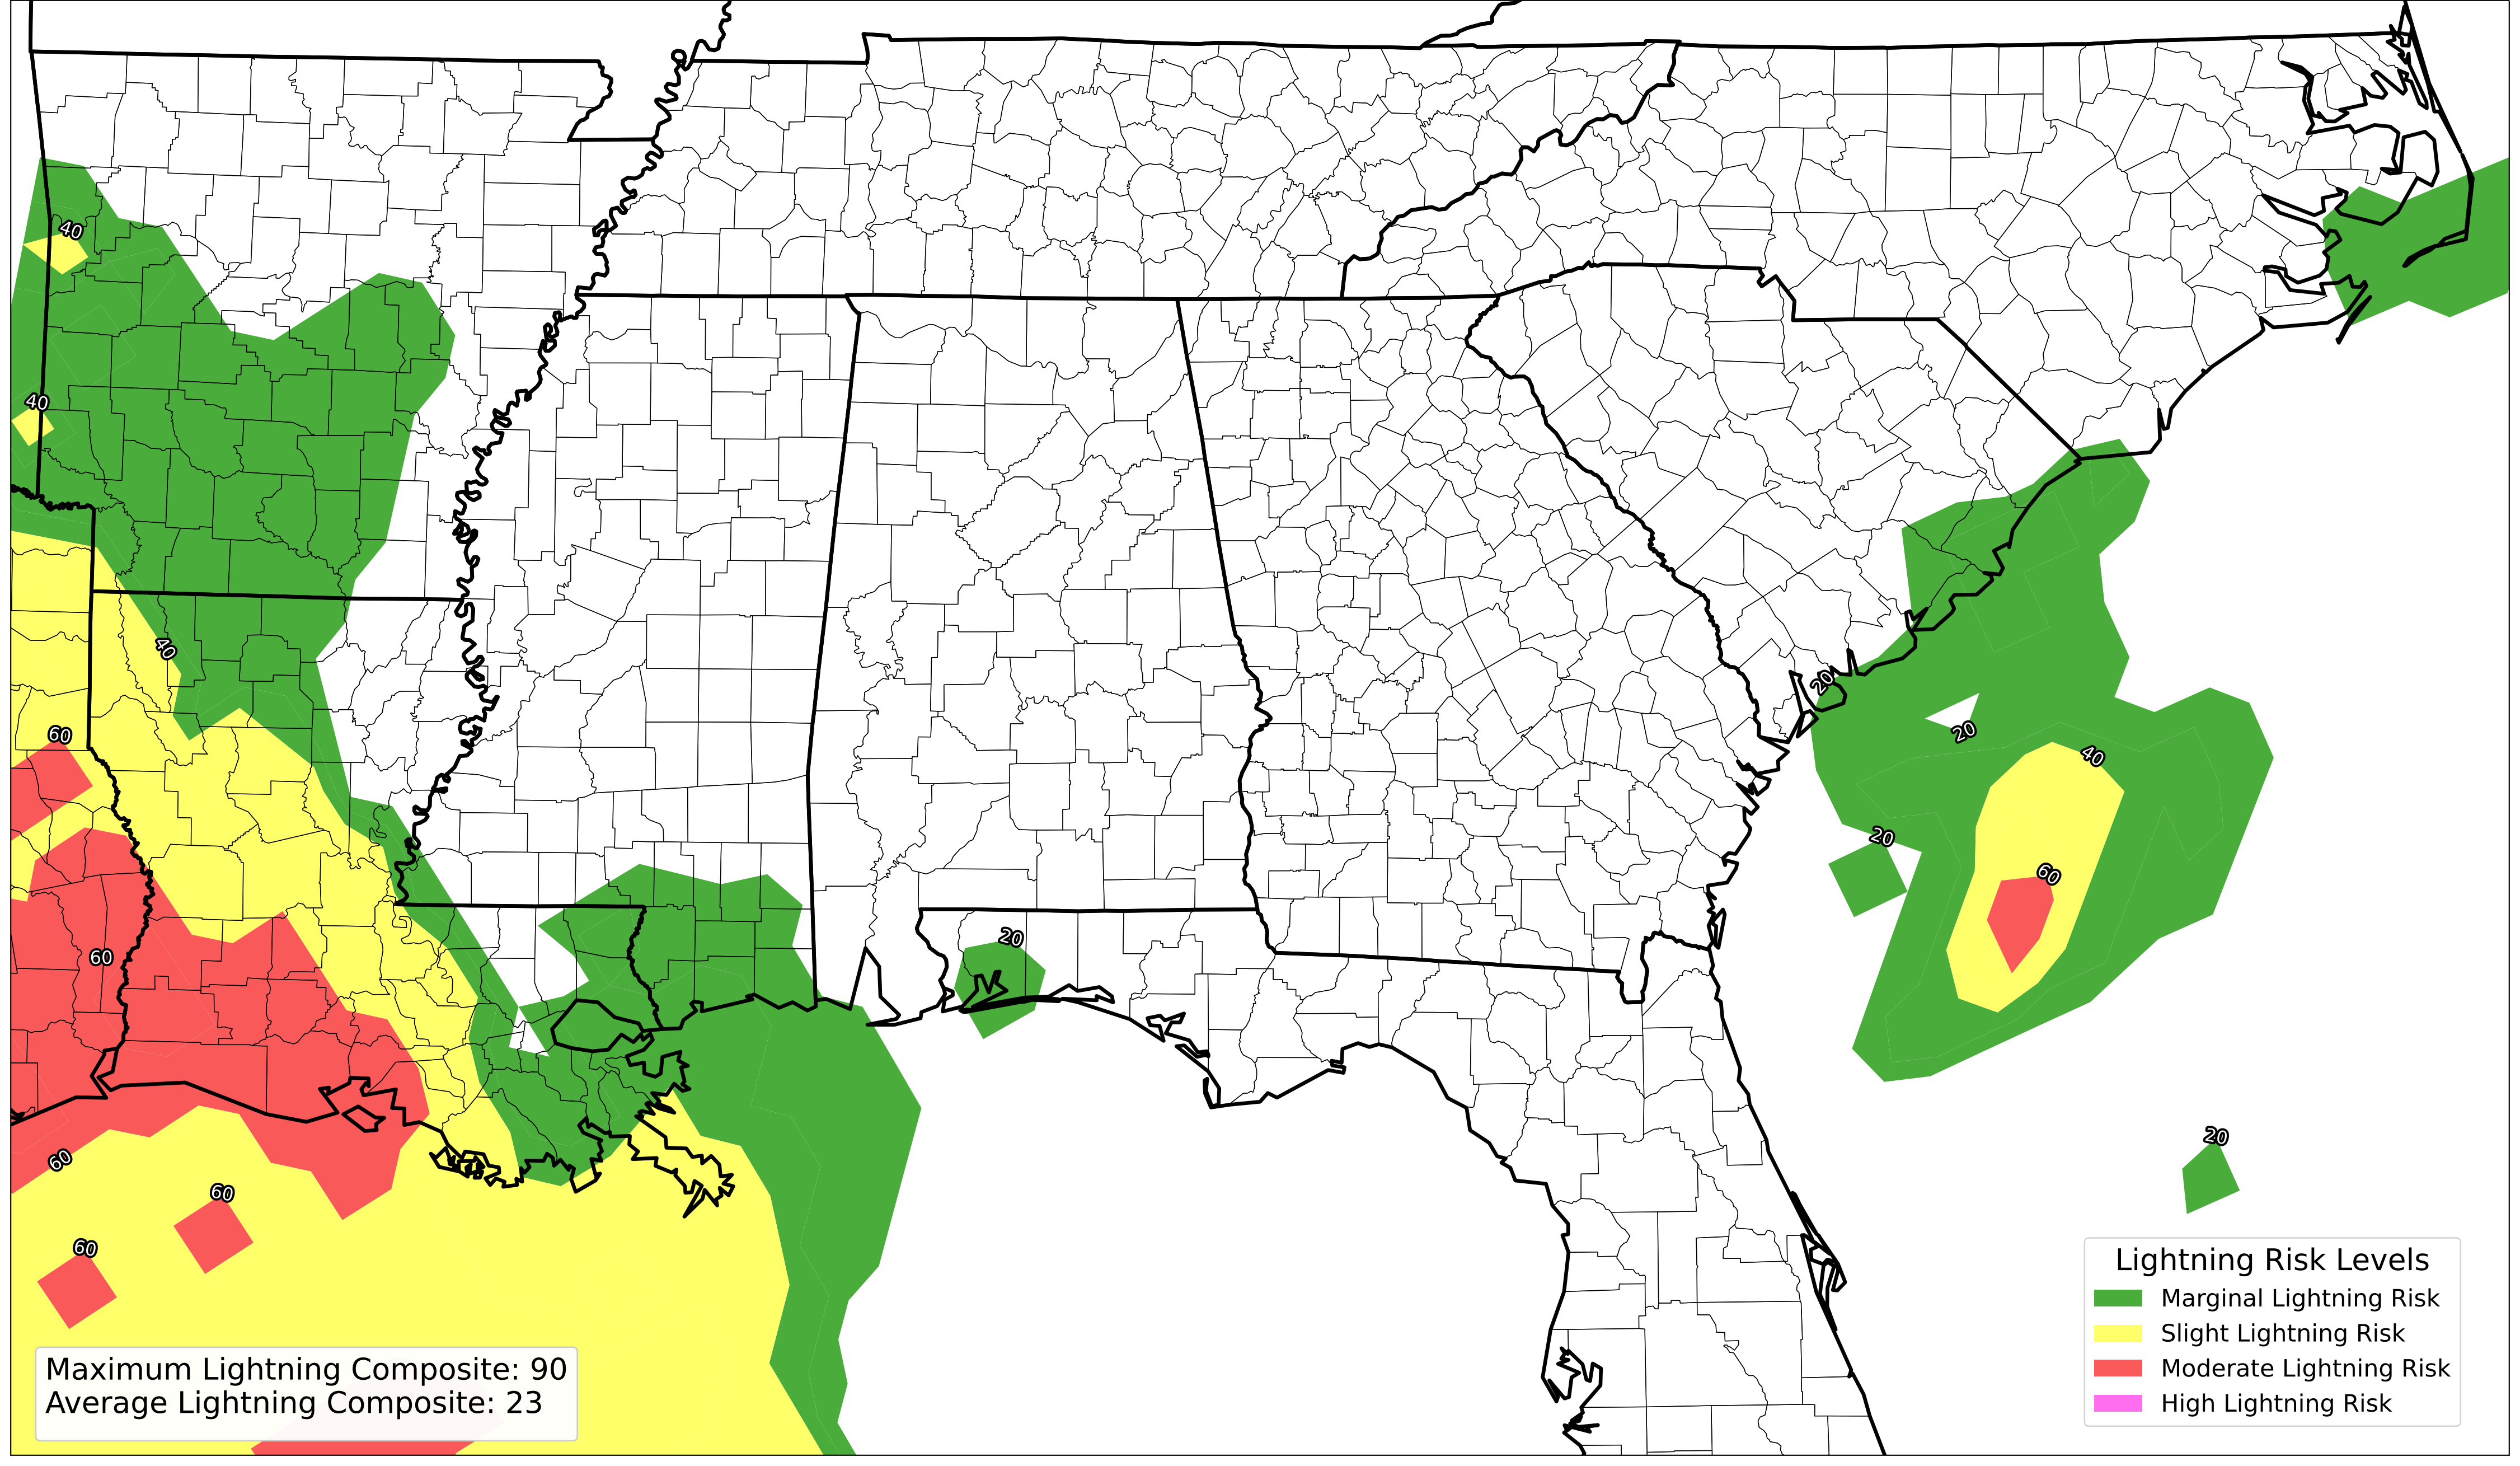 40
40
20
40
20
20
40
60
20
60
20
60
60
60
60
20
Lightning Risk Levels
Marginal Lightning Risk
Slight Lightning Risk
Moderate Lightning Risk
High Lightning Risk
Maximum Lightning Composite: 90
Average Lightning Composite: 23